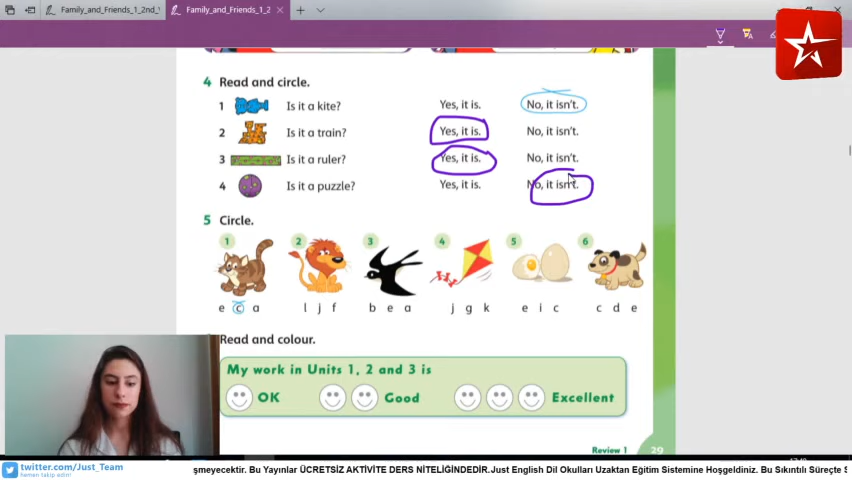 Family_and_Friends_1_2nd_
Family_and_Friends_1_2
4 Read and circle.
1 Is it a kite? Yes, it is. No, it isn't.
2 Is it a train? Yes, it is. No, it isn't.
3 Is it a ruler? Yes, it is. No, it isn't.
4 Is it a puzzle? Yes, it is. No, it isn't.
5 Circle.
1 2 3 4 5 6
e c a l j f b e a j g k e i c c d e
Read and colour.
My work in Units 1, 2 and 3 is
OK Good Excellent
Review 1 29
twitter.com/Just_Team
hemen takip edin!
şmeyecektir. Bu Yayınlar ÜCRETSİZ AKTİVİTE DERS NİTELİĞİNDEDİR.Just English Dil Okulları Uzaktan Eğitim Sistemine Hoşgeldiniz. Bu Sıkıntılı Süreçte